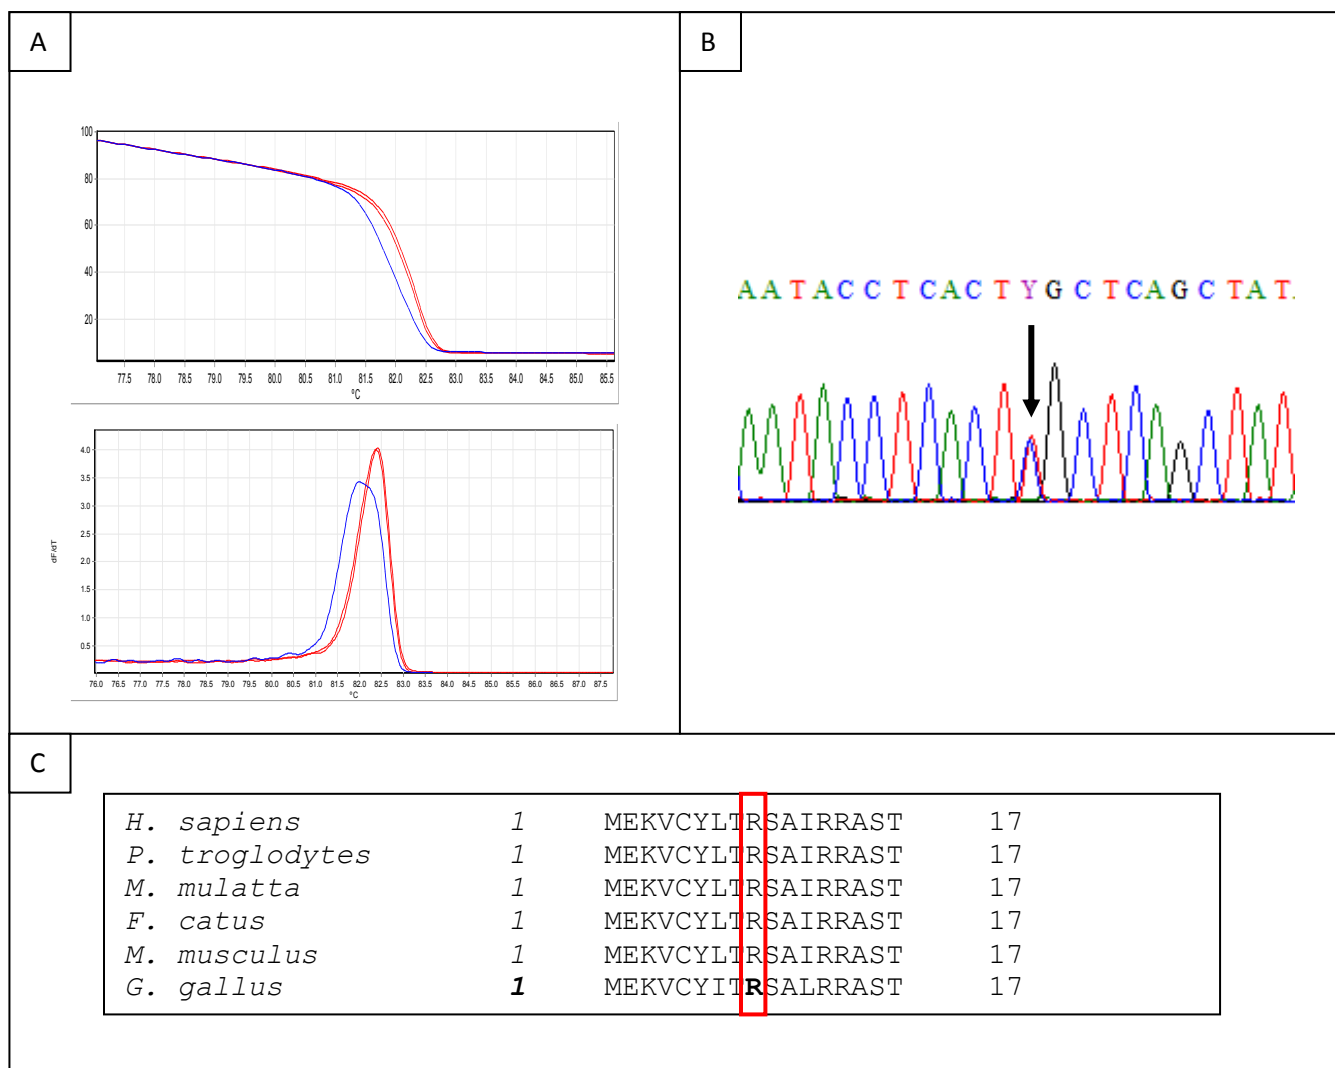 A
100
80
60
40
20
77.5 78.0 78.5 79.0 79.5 80.0 80.5 81.0 81.5 82.0 82.5 83.0 83.5 84.0 84.5 85.0 85.5
°C
4.0
3.5
3.0
2.5
2.0
1.5
1.0
0.5
dF/dT
76.0 76.5 77.0 77.5 78.0 78.5 79.0 79.5 80.0 80.5 81.0 81.5 82.0 82.5 83.0 83.5 84.0 84.5 85.0 85.5 86.0 86.5 87.0 87.5
°C
B
A A T A C C T C A C T Y G C T C A G C T A T
C
H. sapiens 1 MEKVCYLTRSAIRRAST 17
P. troglodytes 1 MEKVCYLTRSAIRRAST 17
M. mulatta 1 MEKVCYLTRSAIRRAST 17
F. catus 1 MEKVCYLTRSAIRRAST 17
M. musculus 1 MEKVCYLTRSAIRRAST 17
G. gallus 1 MEKVCYITRSALRRAST 17